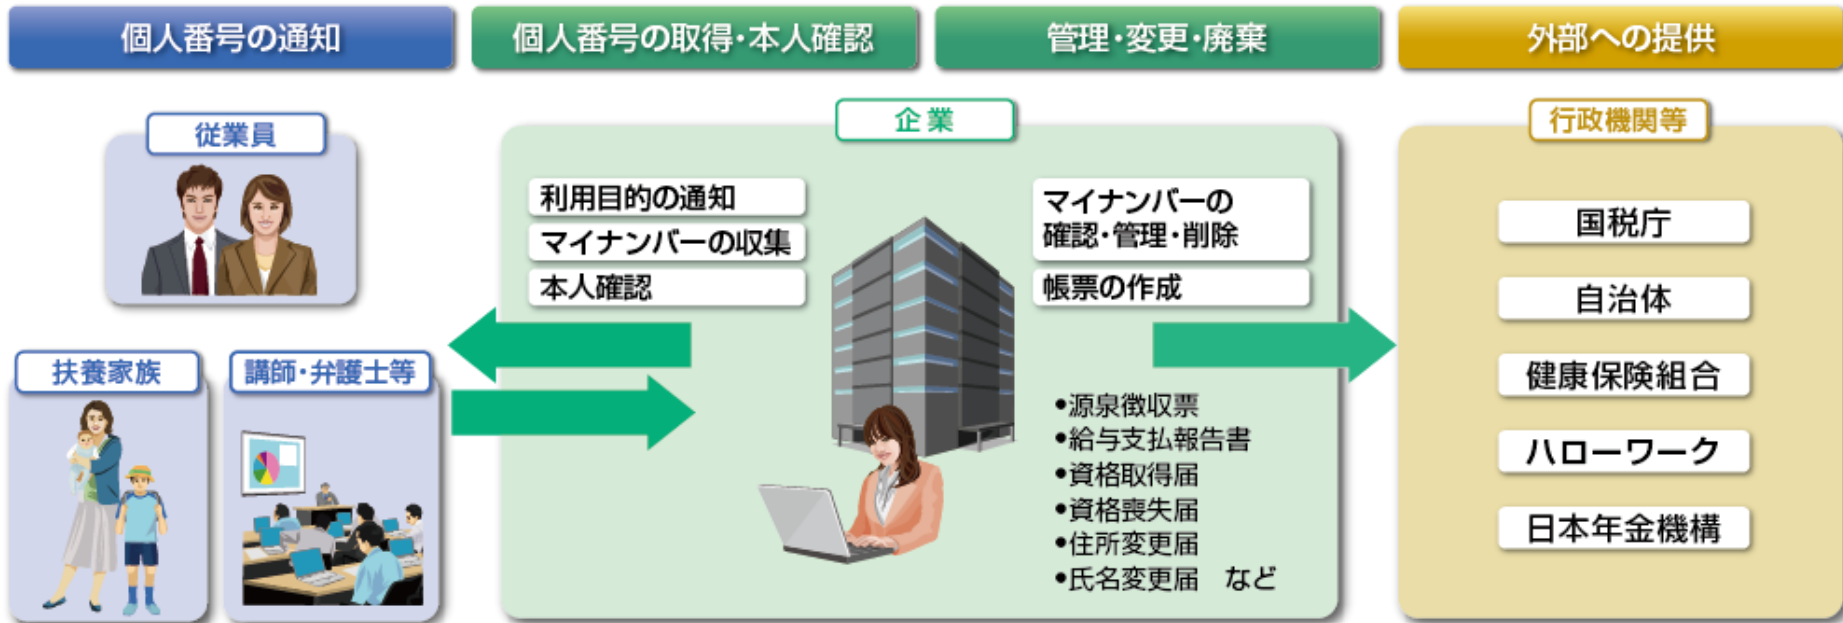 個人番号の通知
個人番号の取得・本人確認
管理・変更・廃棄
外部への提供
従業員
扶養家族
講師・弁護士等
企業
利用目的の通知
マイナンバーの収集
本人確認
マイナンバーの
確認・管理・削除
帳票の作成
•源泉徴収票
•給与支払報告書
•資格取得届
•資格喪失届
•住所変更届
•氏名変更届 など
行政機関等
国税庁
自治体
健康保険組合
ハローワーク
日本年金機構